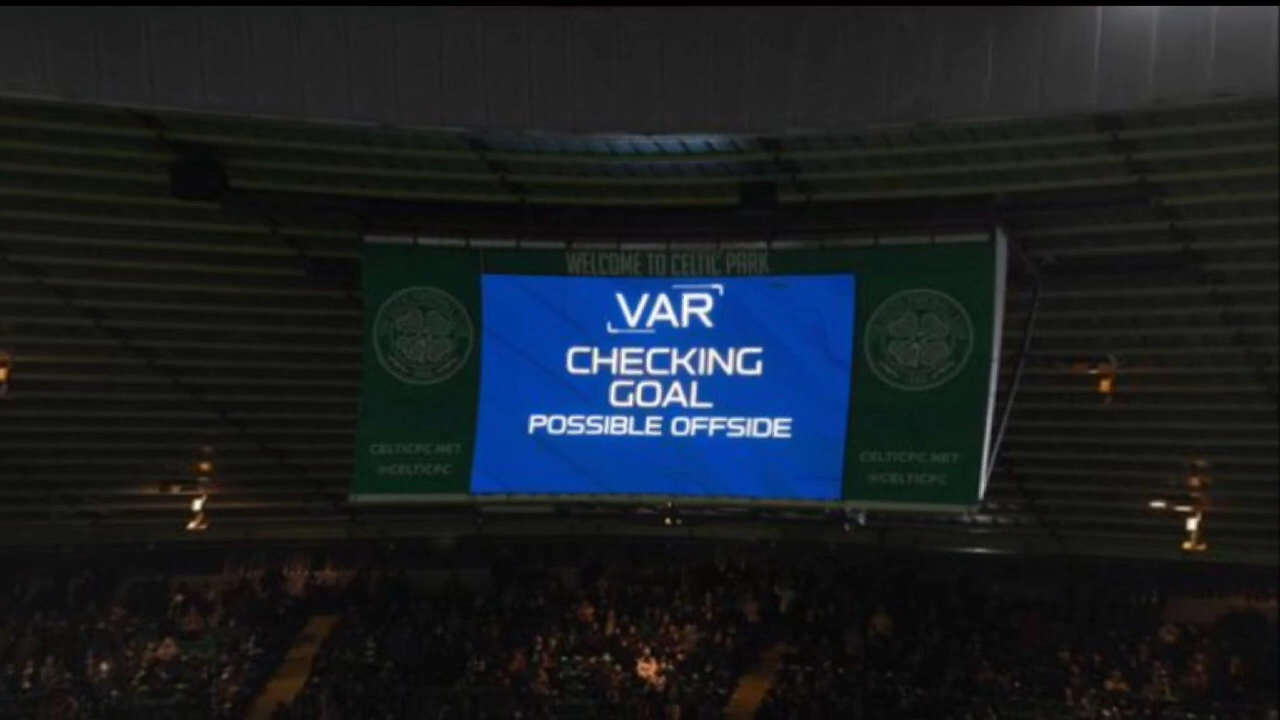 WELCOME TO CELTIC PARK
VAR
CHECKING
GOAL
POSSIBLE OFFSIDE
CELTICFC.NET
@CELTICFC
CELTICFC.NET
@CELTICFC